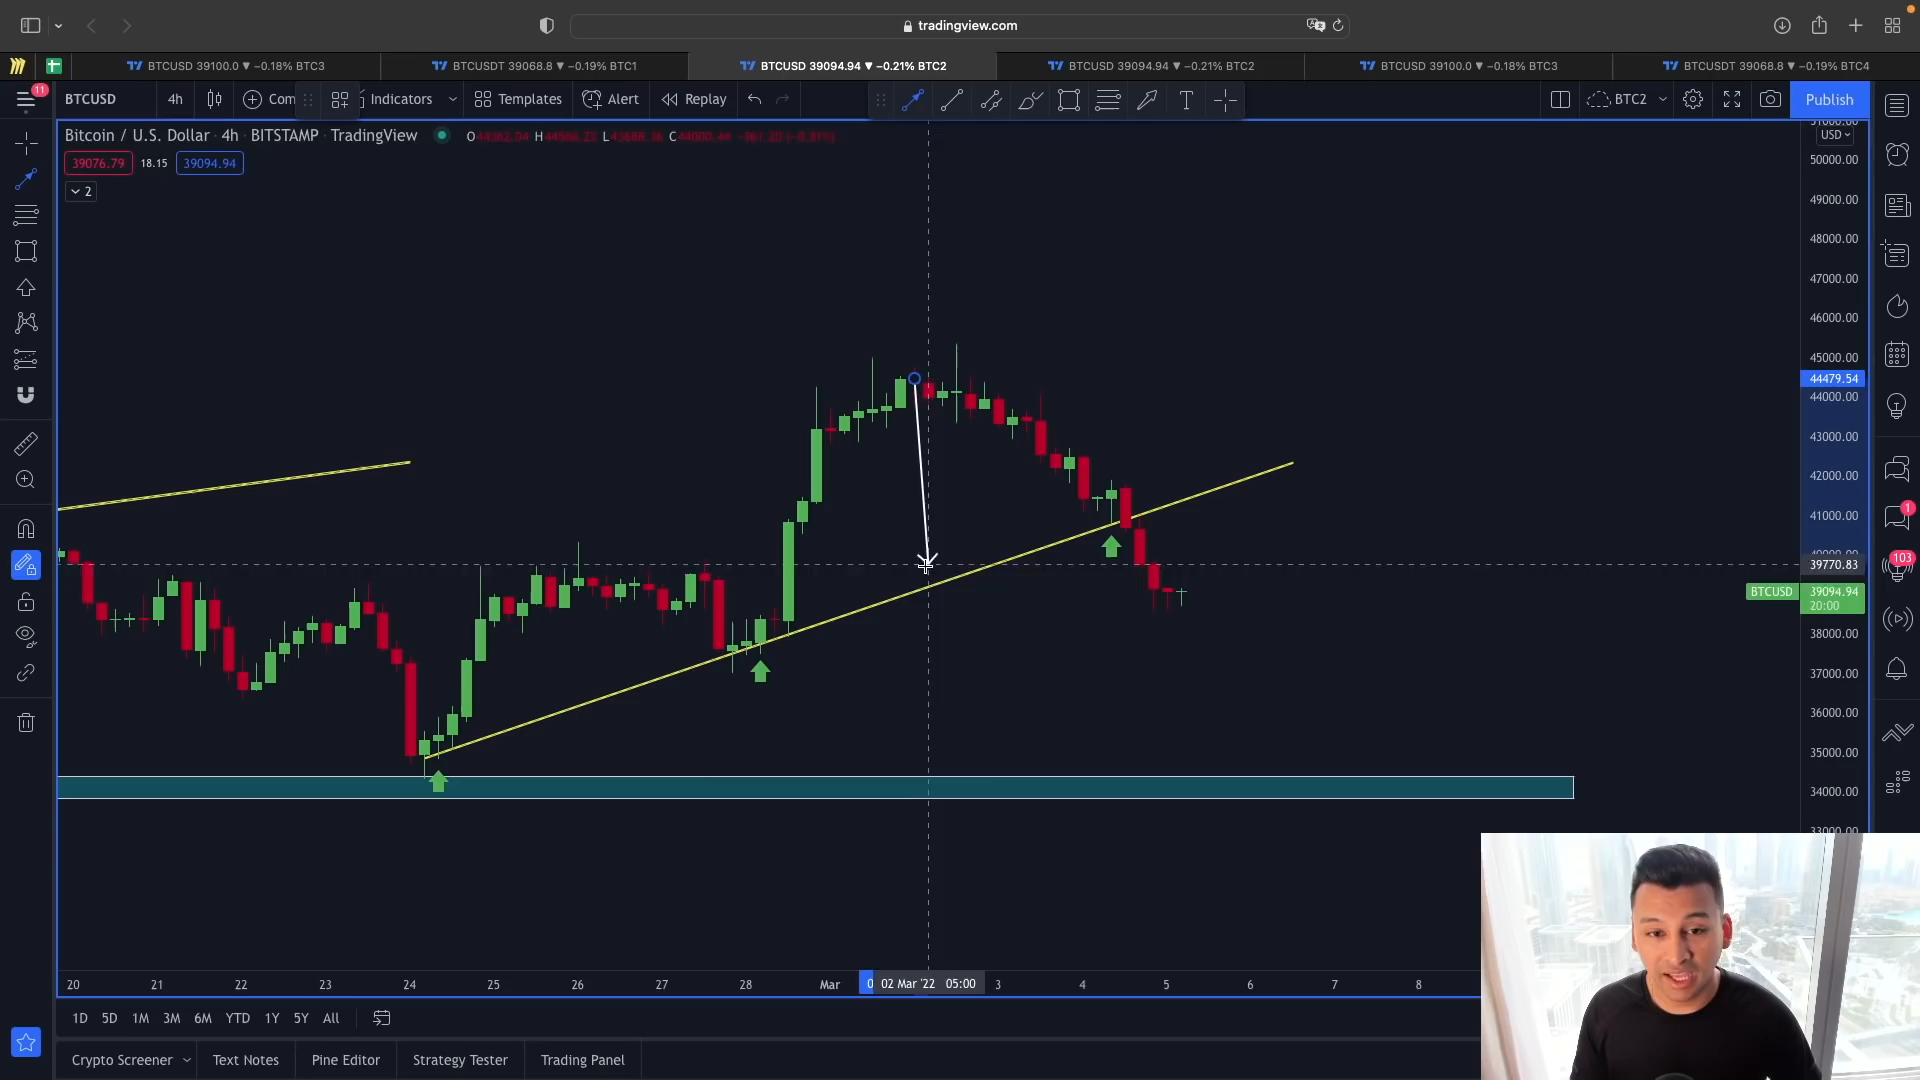 tradingview.com
BTCUSD 39100.0 ▼ −0.18% BTC3
BTCUSDT 39068.8 ▼ −0.19% BTC1
BTCUSD 39094.94 ▼ −0.21% BTC2
BTCUSD 39094.94 ▼ −0.21% BTC2
BTCUSD 39100.0 ▼ −0.18% BTC3
BTCUSDT 39068.8 ▼ −0.19% BTC4
11
BTCUSD
4h
Com
Indicators
Templates
Alert
Replay
T
BTC2
Publish
Bitcoin / U.S. Dollar · 4h · BITSTAMP · TradingView
O
H
L
C
39076.79
18.15
39094.94
2
USD
50000.00
49000.00
48000.00
47000.00
46000.00
45000.00
44479.54
44000.00
43000.00
42000.00
41000.00
39770.83
BTCUSD
39094.94
20:00
38000.00
37000.00
36000.00
35000.00
34000.00
1
103
20
21
22
23
24
25
26
27
28
Mar
02 Mar '22 05:00
3
4
5
6
7
8
1D
5D
1M
3M
6M
YTD
1Y
5Y
All
Crypto Screener
Text Notes
Pine Editor
Strategy Tester
Trading Panel